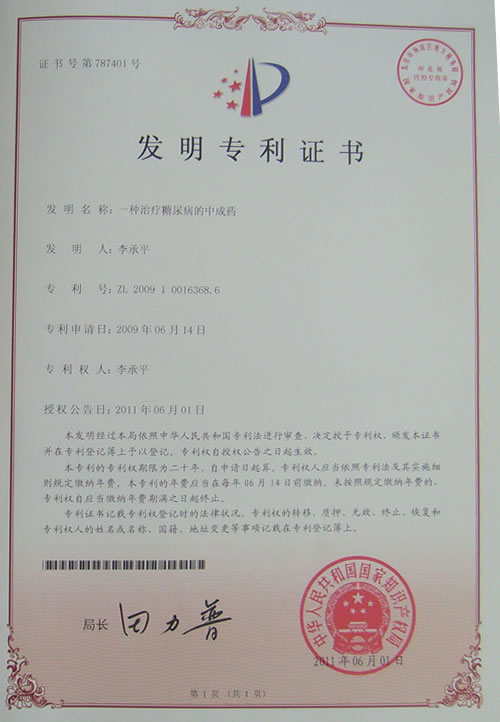 证书号第787401号
发明专利证书
发明名称：一种治疗糖尿病的中成药
发明人：李承平
专利号：ZL 2009 1 0016368.6
专利申请日：2009年06月14日
专利权人：李承平
授权公告日：2011年06月01日
本发明经过本局依照中华人民共和国专利法进行审查，决定授予专利权，颁发本证书
并在专利登记簿上予以登记。专利权自授权公告之日起生效。
本专利的专利权期限为二十年，自申请日起算。专利权人应当依照专利法及其实施细
则规定缴纳年费。本专利的年费应当在每年06月14日前缴纳。未按照规定缴纳年费的，
专利权自应当缴纳年费期满之日起终止。
专利证书记载专利权登记时的法律状况。专利权的转移、质押、无效、终止、恢复和
专利权人的姓名或名称、国籍、地址变更等事项记载在专利登记簿上。
局长 田力普
中华人民共和国国家知识产权局
2011年06月01日
第1页（共1页）